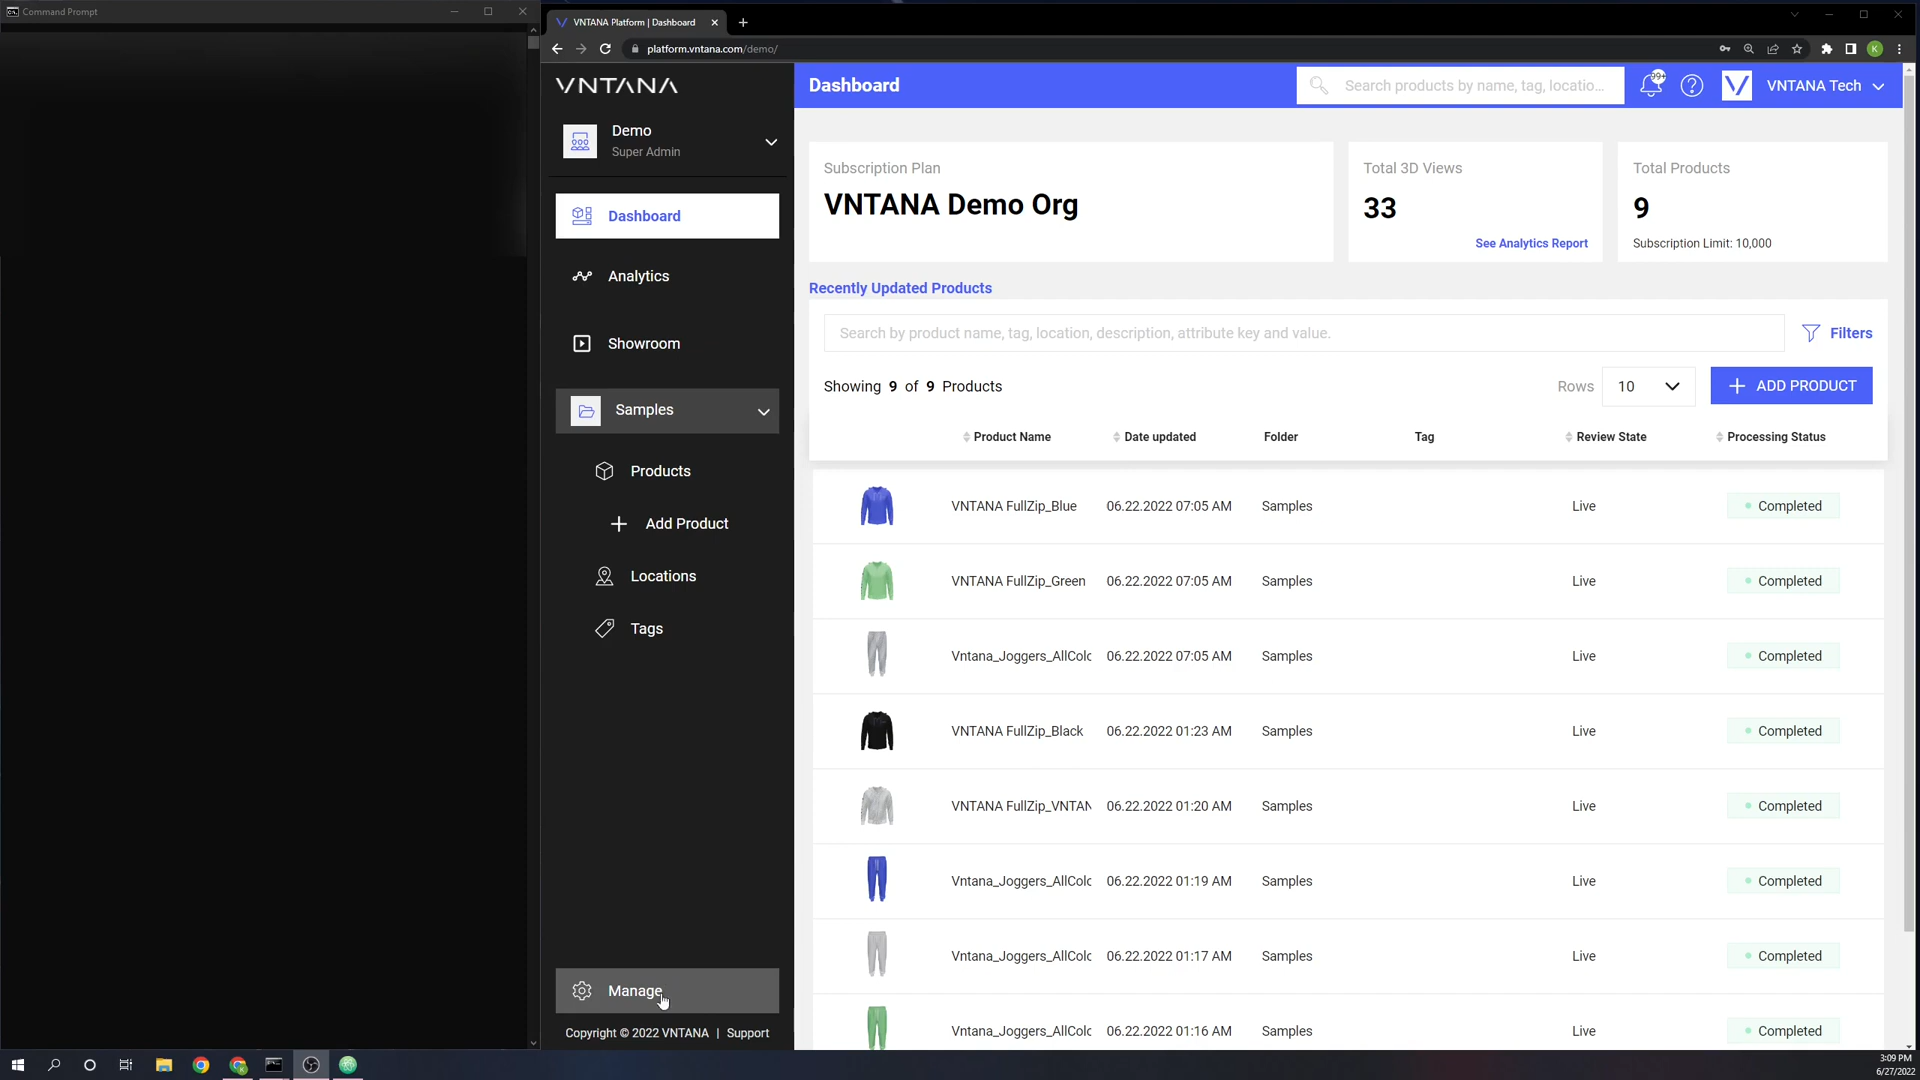 Command Prompt
VNTANA Platform | Dashboard
platform.vntana.com/demo/
K
VNTANA
Demo
Super Admin
Dashboard
Analytics
Showroom
Samples
Products
Add Product
Locations
Tags
Manage
Copyright © 2022 VNTANA | Support
Dashboard
Search products by name, tag, locatio...
99+
VNTANA Tech
Subscription Plan
VNTANA Demo Org
Total 3D Views
33
See Analytics Report
Total Products
9
Subscription Limit: 10,000
Recently Updated Products
Search by product name, tag, location, description, attribute key and value.
Filters
Showing 9 of 9 Products
Rows 10
ADD PRODUCT
Product Name Date updated Folder Tag Review State Processing Status
VNTANA FullZip_Blue 06.22.2022 07:05 AM Samples Live Completed
VNTANA FullZip_Green 06.22.2022 07:05 AM Samples Live Completed
Vntana_Joggers_AllColo 06.22.2022 07:05 AM Samples Live Completed
VNTANA FullZip_Black 06.22.2022 01:23 AM Samples Live Completed
VNTANA FullZip_VNTAN 06.22.2022 01:20 AM Samples Live Completed
Vntana_Joggers_AllColo 06.22.2022 01:19 AM Samples Live Completed
Vntana_Joggers_AllColo 06.22.2022 01:17 AM Samples Live Completed
Vntana_Joggers_AllColo 06.22.2022 01:16 AM Samples Live Completed
3:09 PM
6/27/2022